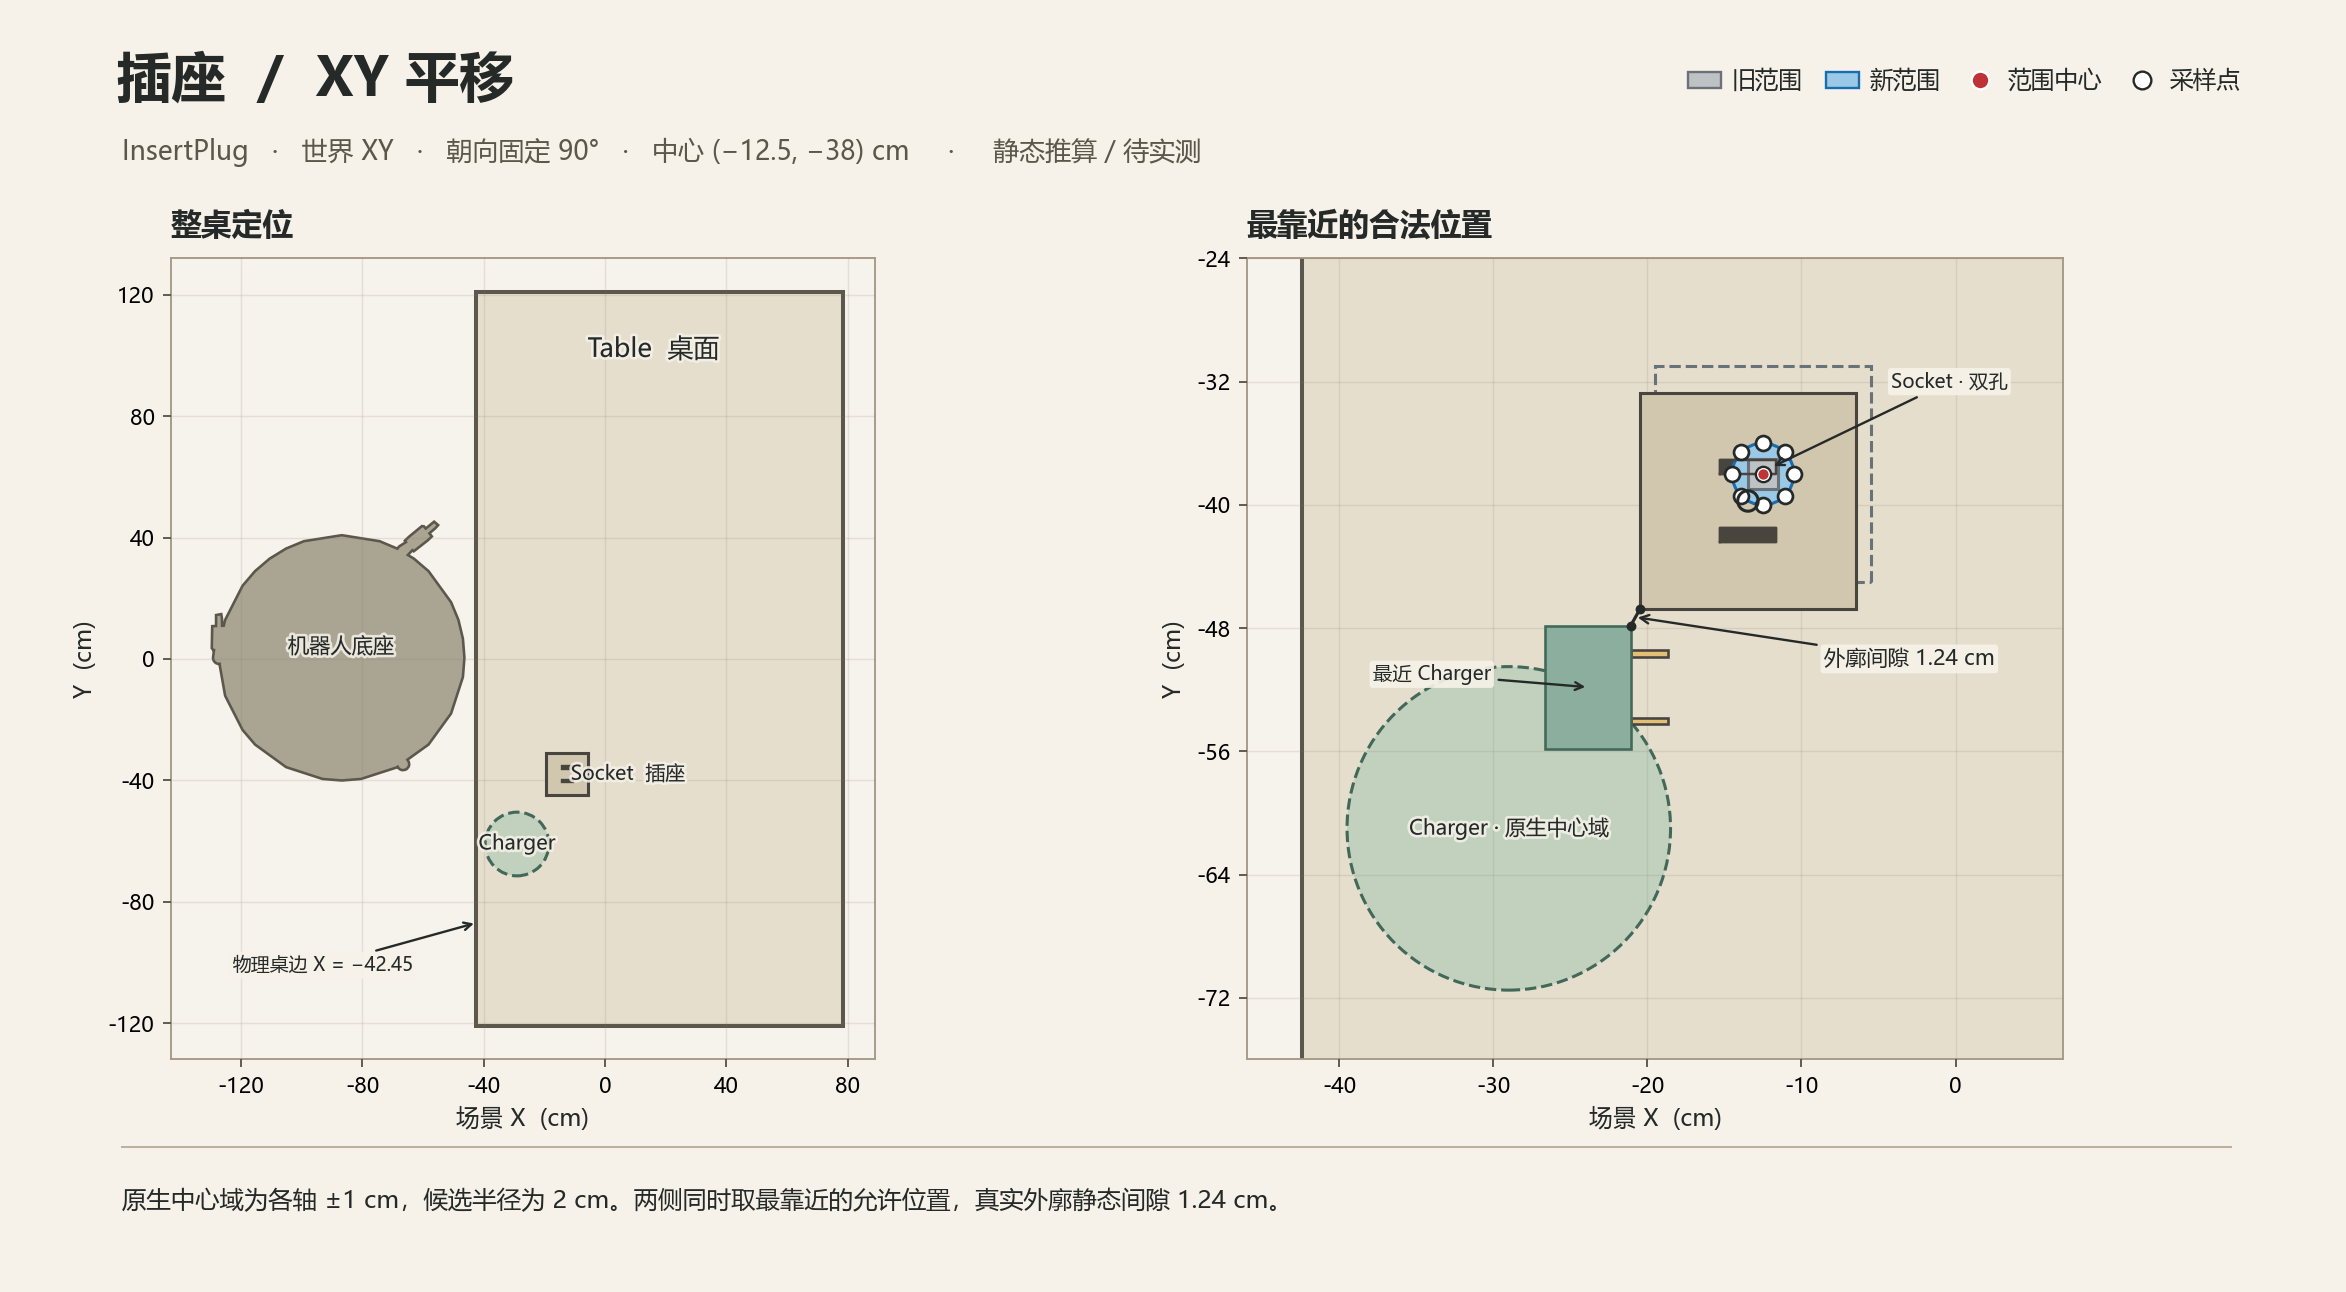 插座 / XY 平移
旧范围 新范围 范围中心 采样点
InsertPlug · 世界 XY · 朝向固定 90° · 中心 (−12.5, −38) cm · 静态推算 / 待实测
整桌定位
120
80
40
0
-40
-80
-120
Y (cm)
Table 桌面
机器人底座
Socket 插座
Charger
物理桌边 X = −42.45
-120 -80 -40 0 40 80
场景 X (cm)
最靠近的合法位置
-24
-32
-40
-48
-56
-64
-72
Y (cm)
Socket · 双孔
外廓间隙 1.24 cm
最近 Charger
Charger · 原生中心域
-40 -30 -20 -10 0
场景 X (cm)
原生中心域为各轴 ±1 cm，候选半径为 2 cm。两侧同时取最靠近的允许位置，真实外廓静态间隙 1.24 cm。